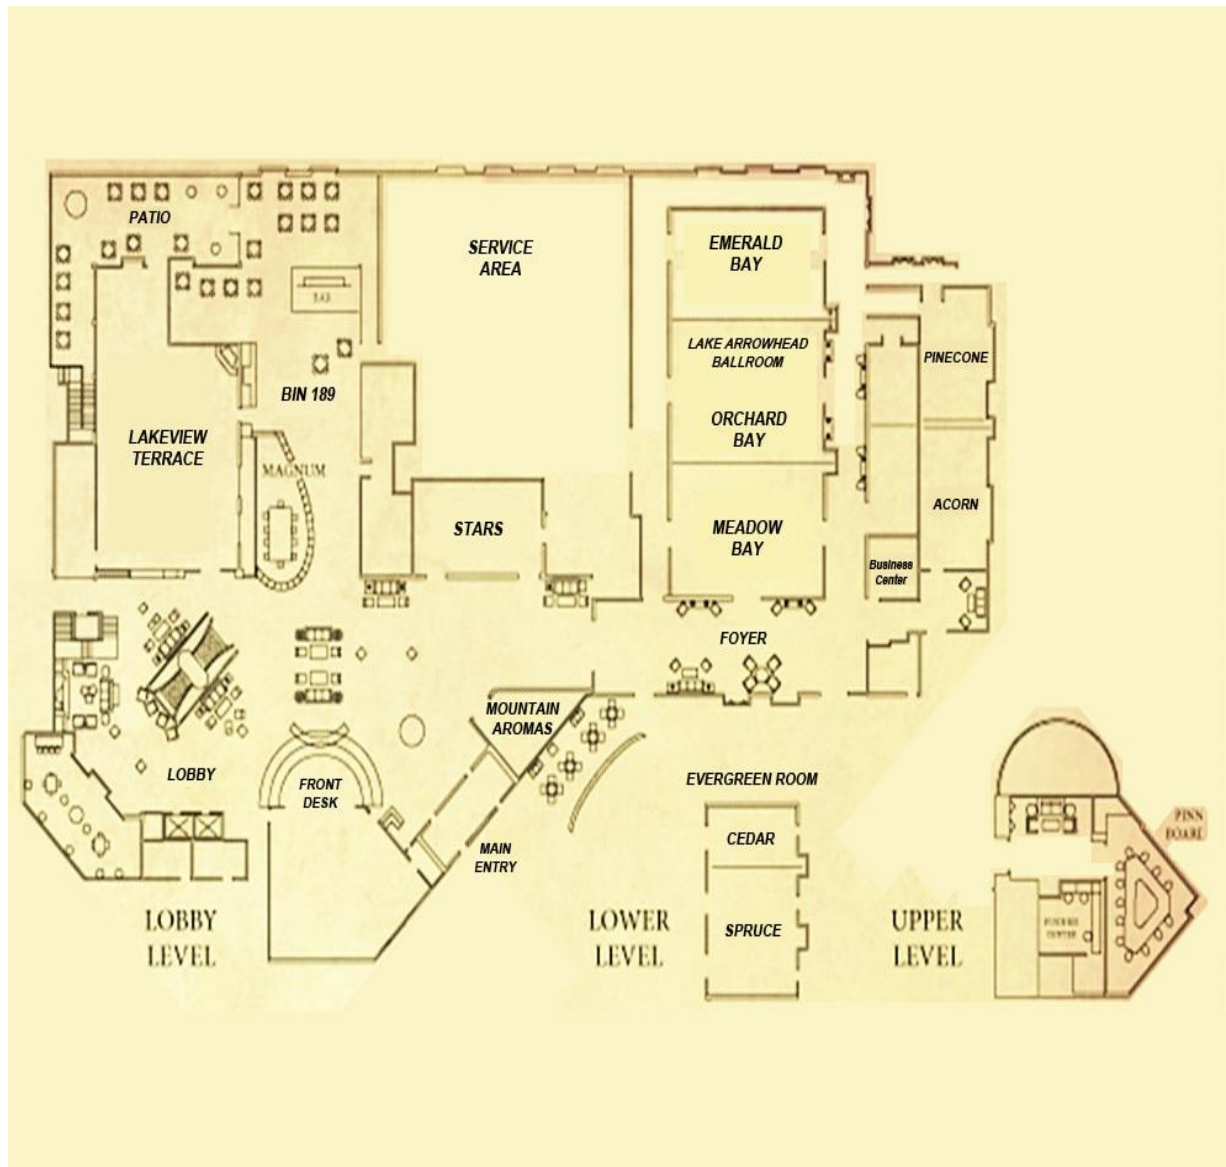 PATIO
SERVICE
AREA
EMERALD
BAY
LAKE ARROWHEAD
BALLROOM
PINECONE
BIN 189
ORCHARD
BAY
LAKEVIEW
TERRACE
MAGNUM
STARS
MEADOW
BAY
ACORN
Business
Center
FOYER
MOUNTAIN
AROMAS
LOBBY
FRONT
DESK
EVERGREEN ROOM
MAIN
ENTRY
CEDAR
SPRUCE
PINN
LOBBY
LEVEL
LOWER
LEVEL
UPPER
LEVEL
CENTER